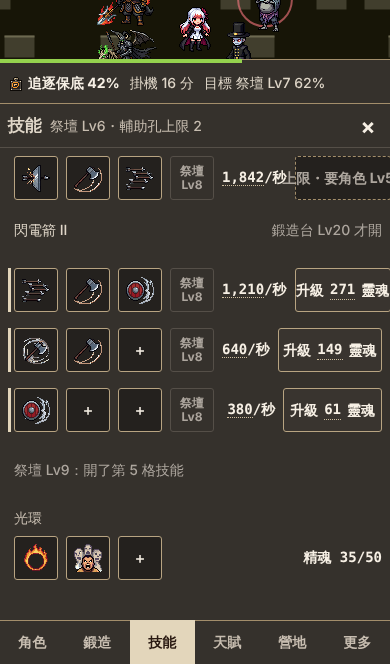 追逐保底 42% 掛機 16 分 目標 祭壇 Lv7 62%
技能 祭壇 Lv6・輔助孔上限 2 ×
祭壇 Lv8 1,842/秒 上限・要角色 Lv5
閃電箭 II 鍛造台 Lv20 才開
祭壇 Lv8 1,210/秒 升級 271 靈魂
+ 祭壇 Lv8 640/秒 升級 149 靈魂
+ + 祭壇 Lv8 380/秒 升級 61 靈魂
祭壇 Lv9：開了第 5 格技能
光環
+ 精魂 35/50
角色 鍛造 技能 天賦 營地 更多